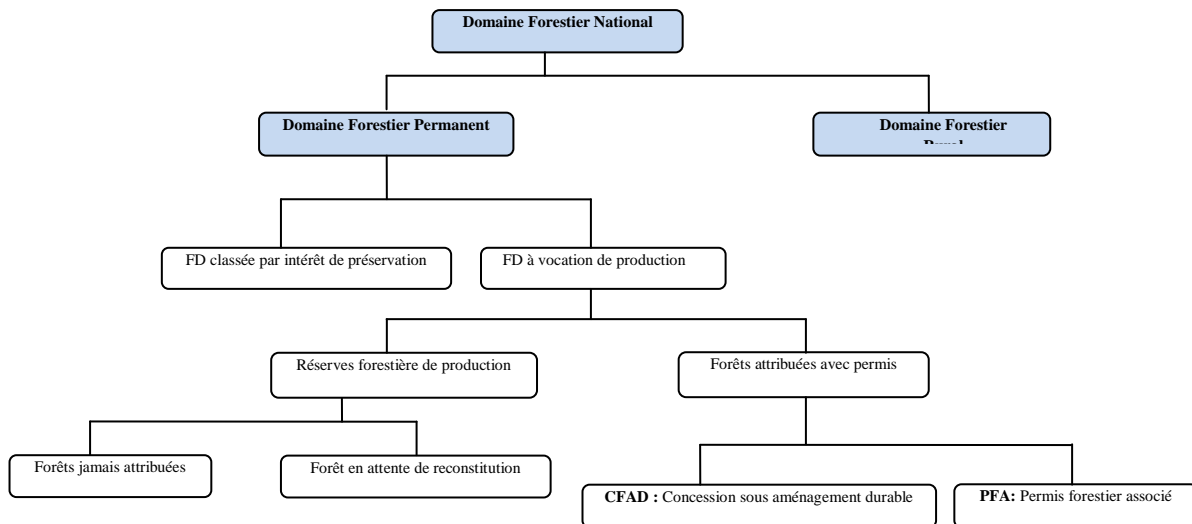 Domaine Forestier National
Domaine Forestier Permanent
Domaine Forestier
FD classée par intérêt de préservation
FD à vocation de production
Réserves forestière de production
Forêts attribuées avec permis
Forêts jamais attribuées
Forêt en attente de reconstitution
CFAD : Concession sous aménagement durable
PFA: Permis forestier associé